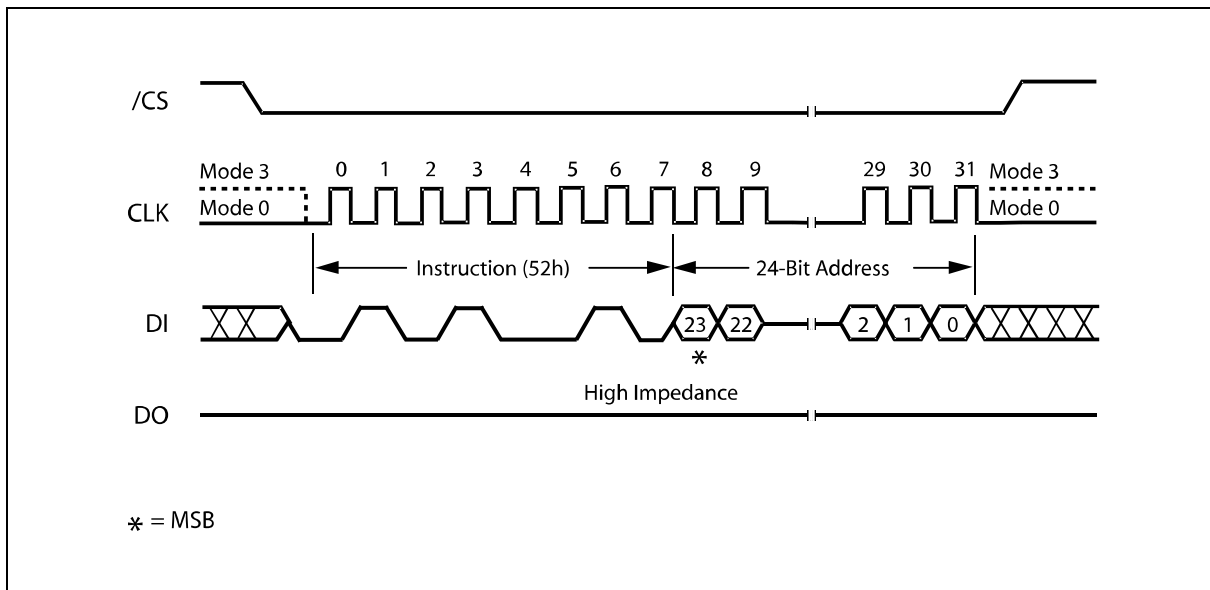 /CS
Mode 3 0 1 2 3 4 5 6 7 8 9 29 30 31 Mode 3
CLK Mode 0 Mode 0
Instruction (52h) 24-Bit Address
DI 23 22 2 1 0
*
High Impedance
DO
* = MSB